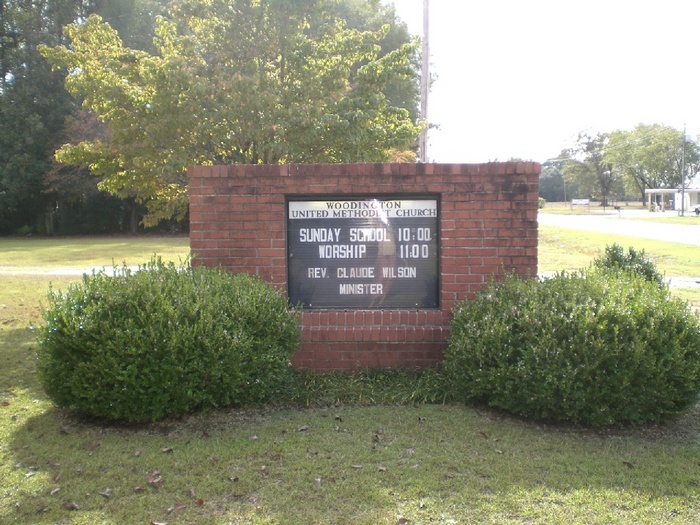 WOODINGTON
UNITED METHODIST CHURCH
SUNDAY SCHOOL 10:00
WORSHIP 11:00
REV. CLAUDE WILSON
MINISTER